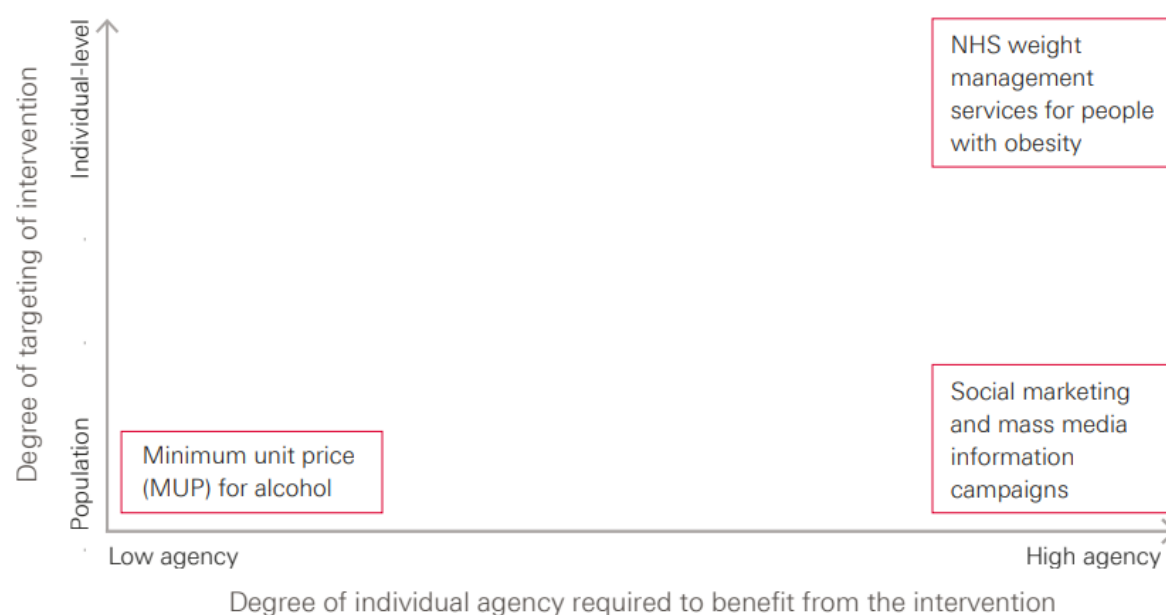 Degree of targeting of intervention
Individual-level
Population
NHS weight
management
services for people
with obesity
Social marketing
and mass media
information
campaigns
Minimum unit price
(MUP) for alcohol
Low agency
High agency
Degree of individual agency required to benefit from the intervention